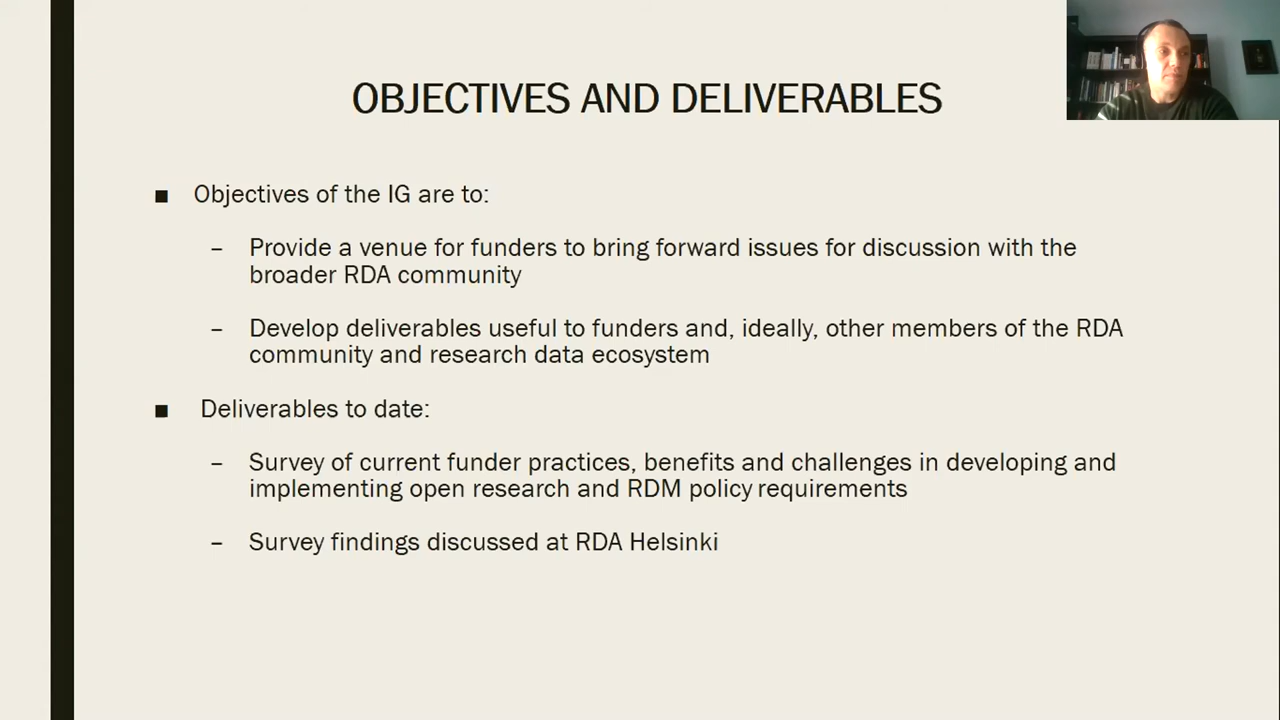 OBJECTIVES AND DELIVERABLES
■ Objectives of the IG are to:
– Provide a venue for funders to bring forward issues for discussion with the
broader RDA community
– Develop deliverables useful to funders and, ideally, other members of the RDA
community and research data ecosystem
■ Deliverables to date:
– Survey of current funder practices, benefits and challenges in developing and
implementing open research and RDM policy requirements
– Survey findings discussed at RDA Helsinki